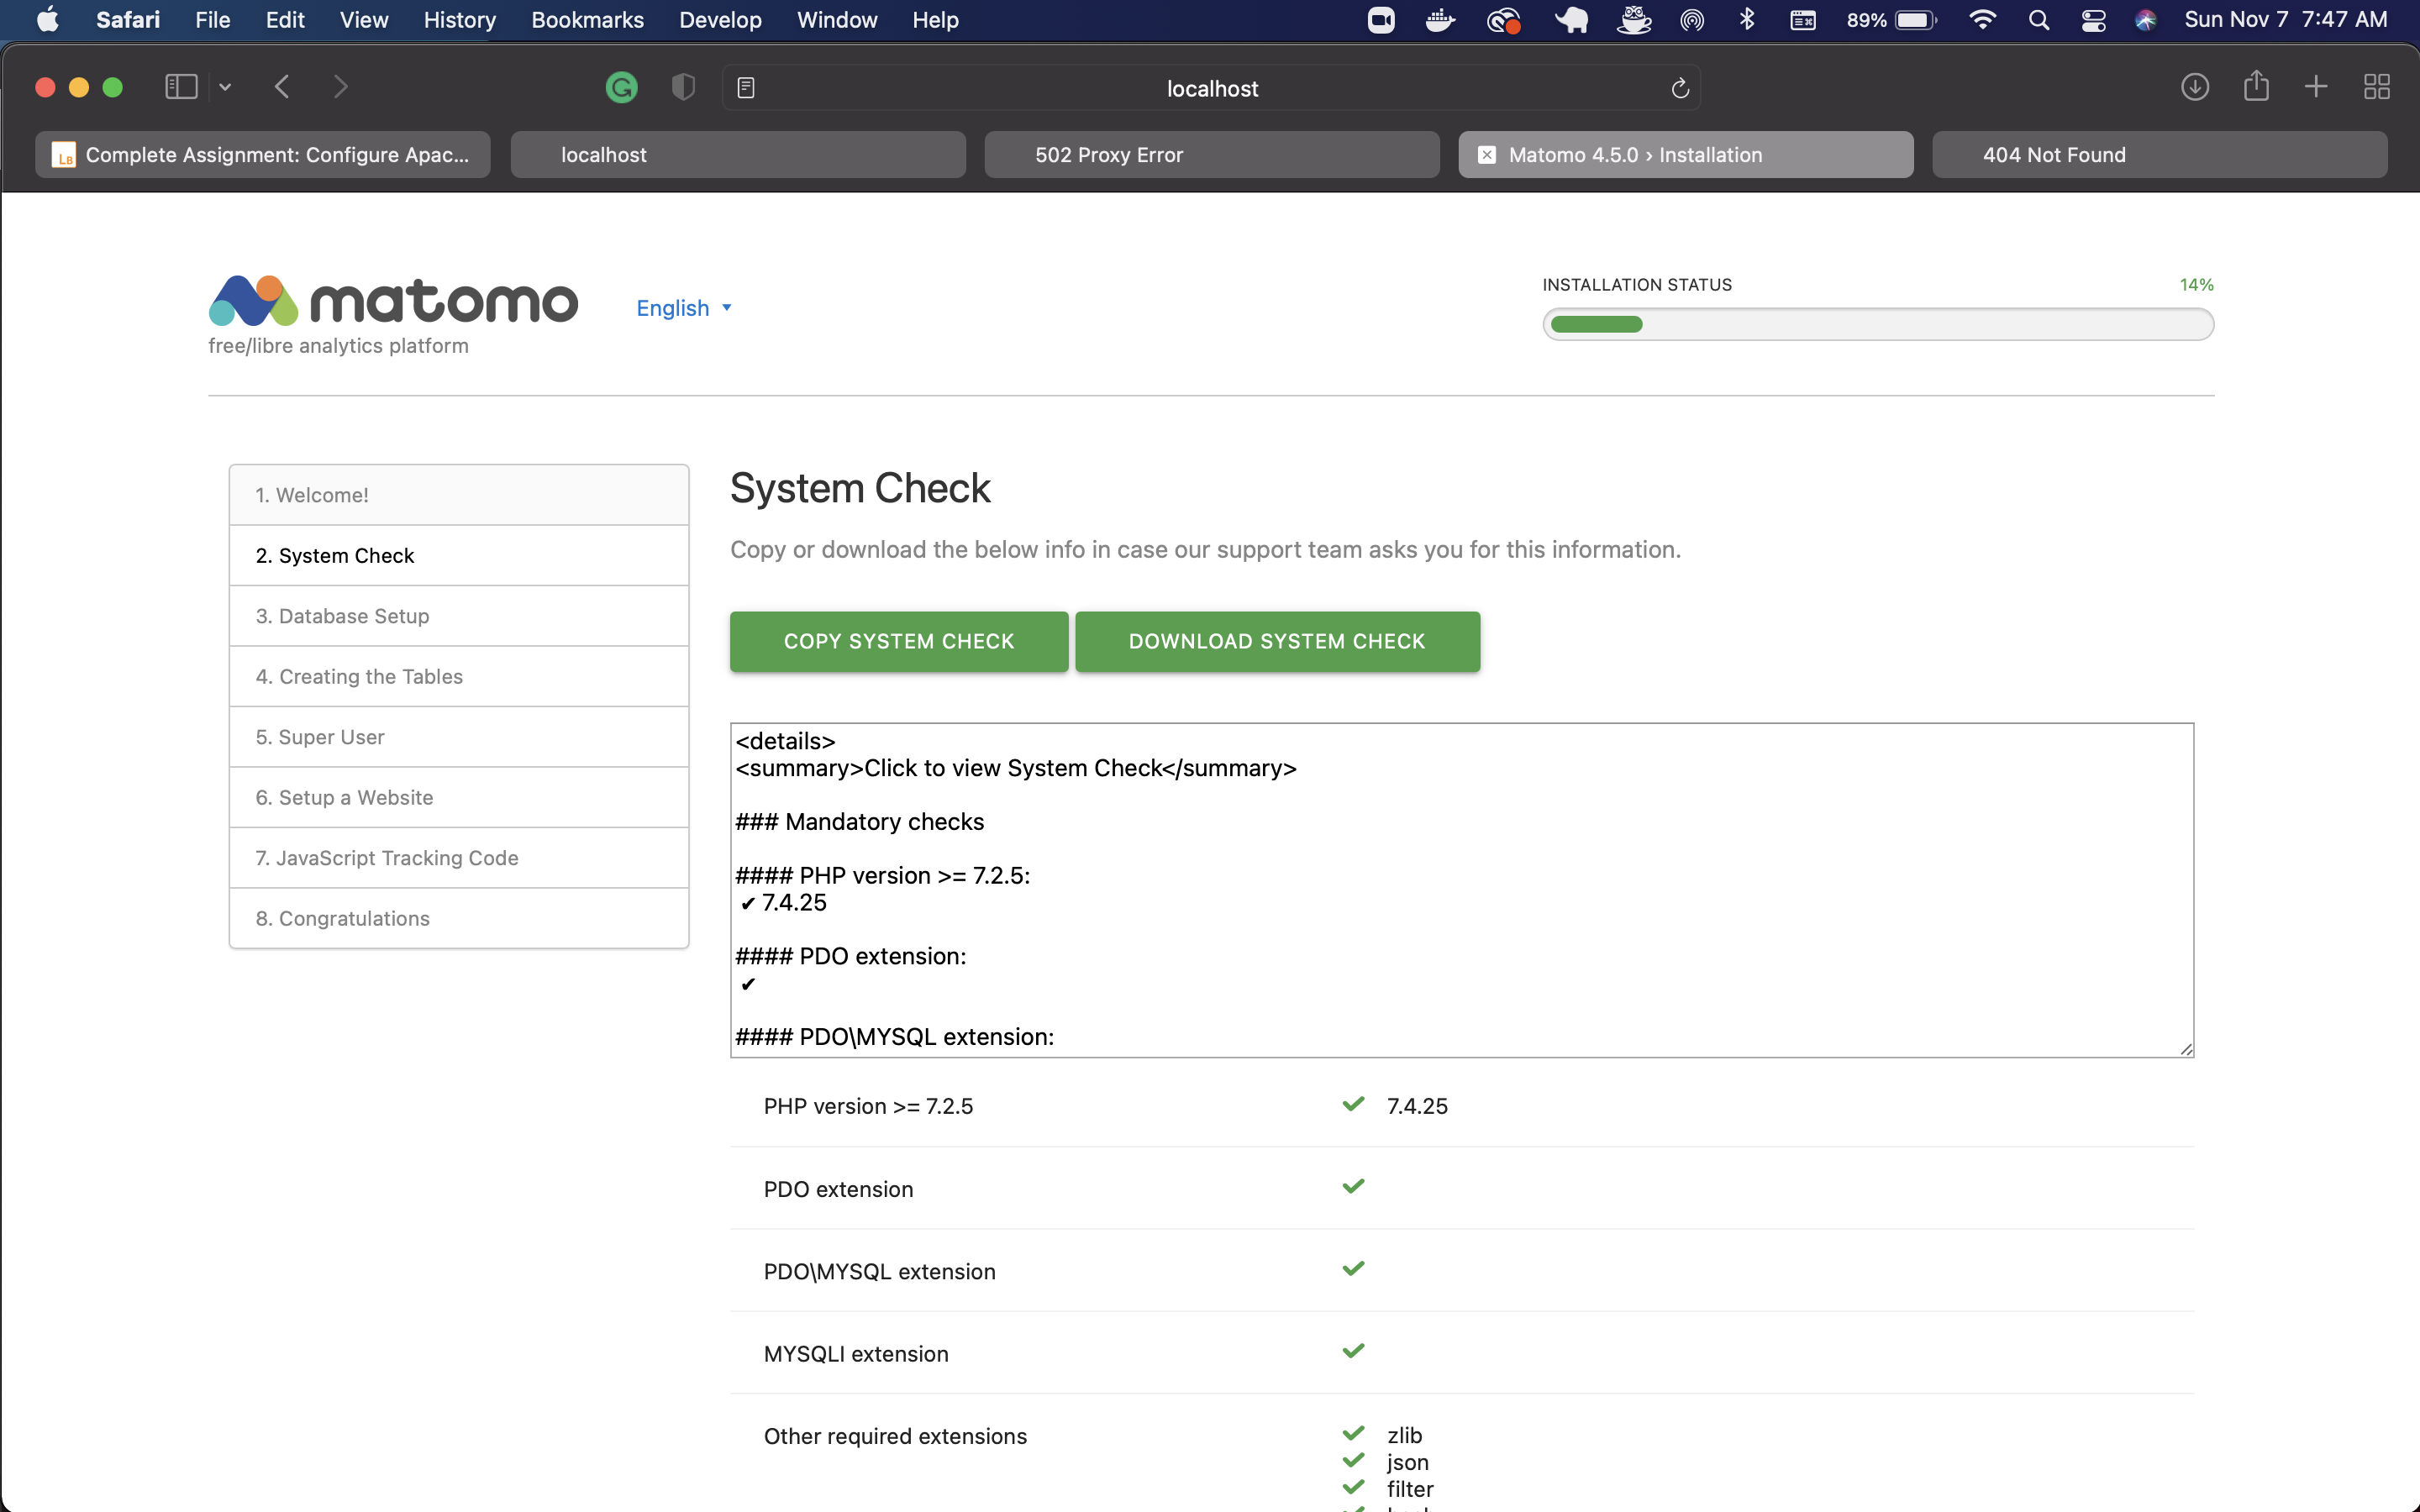 Safari File Edit View History Bookmarks Develop Window Help 89% Sun Nov 7 7:47 AM
localhost
LB Complete Assignment: Configure Apac... localhost 502 Proxy Error Matomo 4.5.0 › Installation 404 Not Found
matomo
free/libre analytics platform
English
INSTALLATION STATUS 14%
1. Welcome!
2. System Check
3. Database Setup
4. Creating the Tables
5. Super User
6. Setup a Website
7. JavaScript Tracking Code
8. Congratulations
System Check
Copy or download the below info in case our support team asks you for this information.
COPY SYSTEM CHECK DOWNLOAD SYSTEM CHECK
<details>
<summary>Click to view System Check</summary>
### Mandatory checks
#### PHP version >= 7.2.5:
✔ 7.4.25
#### PDO extension:
✔
#### PDO\MYSQL extension:
PHP version >= 7.2.5 7.4.25
PDO extension
PDO\MYSQL extension
MYSQLI extension
Other required extensions zlib
json
filter